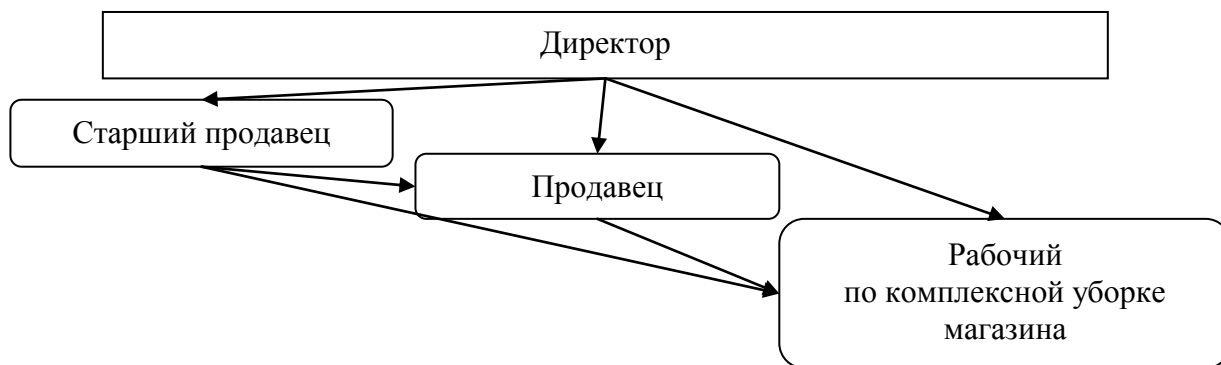 Директор
Старший продавец
Продавец
Рабочий
по комплексной уборке
магазина